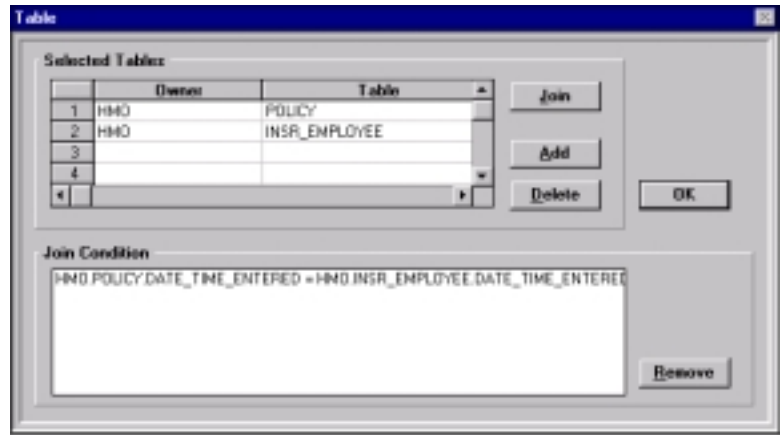 Table
Selected Tables
Owner Table
1 HMO POLICY
2 HMO INSR_EMPLOYEE
3
4
Join
Add
Delete
OK
Join Condition
HMO.POLICY.DATE_TIME_ENTERED = HMO.INSR_EMPLOYEE.DATE_TIME_ENTERED
Remove